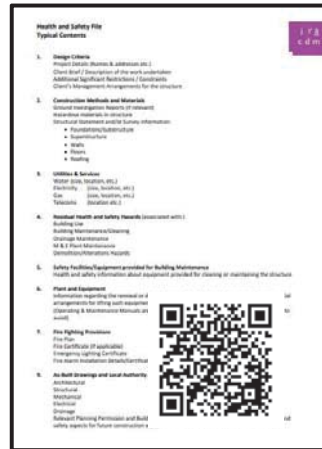 Health and Safety File
Typical Contents
irg
cdm
1. Design Criteria
Project Details (Names & addresses etc.)
Client Brief / Description of the work undertaken
Additional Significant Restrictions / Constraints
Client's Management Arrangements for the structure
2. Construction Methods and Materials
Ground Investigation Reports (if relevant)
Hazardous materials in structure
Structural Statement and/or Survey information:
• Foundations/Substructure
• Superstructure
• Walls
• Floors
• Roofing
3. Utilities & Services
Water (size, location, etc.)
Electricity (size, location, etc.)
Gas (size, location, etc.)
Telecoms (location etc.)
4. Residual Health and Safety Hazards (associated with:)
Building Use
Building Maintenance/Cleaning
Drainage Maintenance
M & E Plant Maintenance
Demolition/Alterations Hazards
5. Safety Facilities/Equipment provided for Building Maintenance
Health and safety information about equipment provided for cleaning or maintaining the structure
6. Plant and Equipment
Information regarding the removal or
arrangements for lifting such equipment
(Operating & Maintenance Manuals
7. Fire Fighting Provisions
Fire Plan
Fire Certificate (if applicable)
Emergency Lighting Certificate
Fire Alarm Installation Details/Certificat
As Built Drawings and Local Authority
Architectural
Structural
Mechanical
Electrical
Drainage
Relevant Planning Permission and Build
safety aspects for future construction